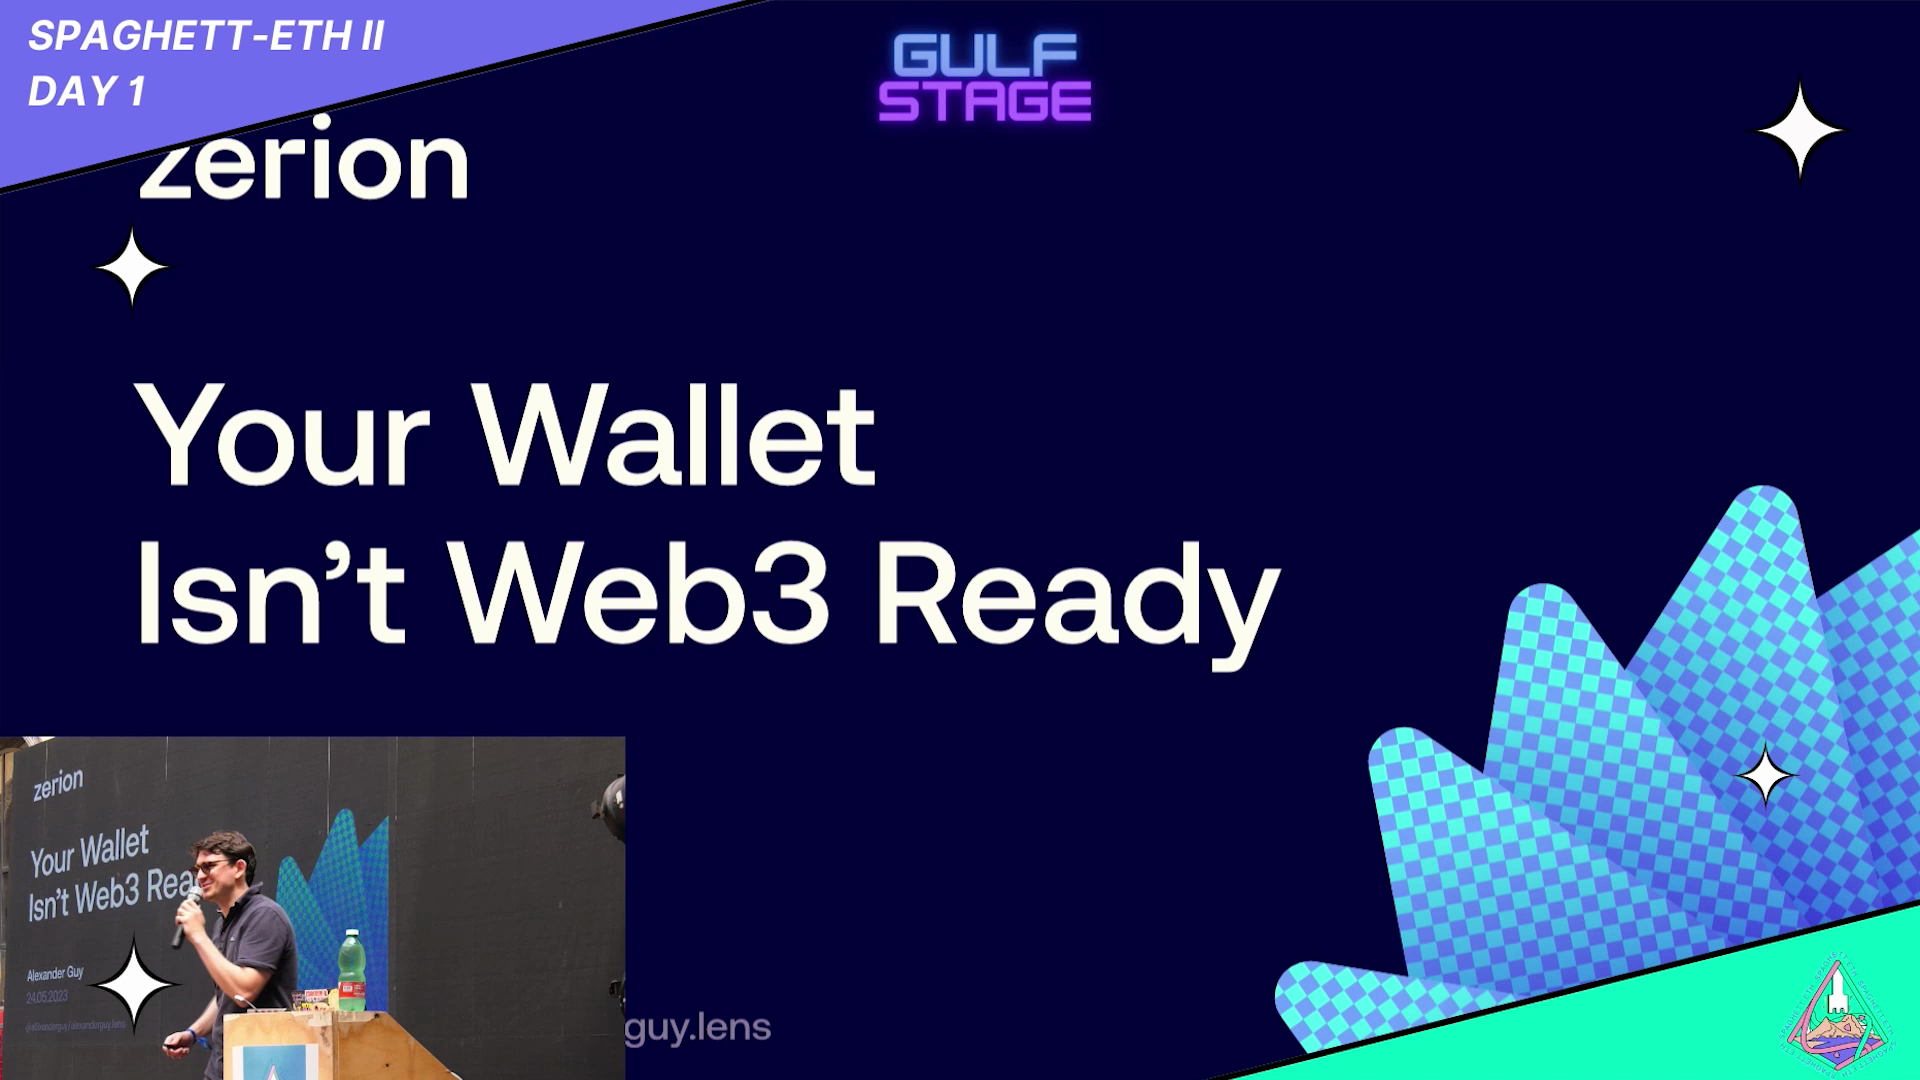 SPAGHETT-ETH II
DAY 1
GULF
STAGE
zerion
Your Wallet
Isn’t Web3 Ready
zerion
Your Wallet
Isn’t Web3 Rea
Alexander Guy
24.05.2023
guy.lens